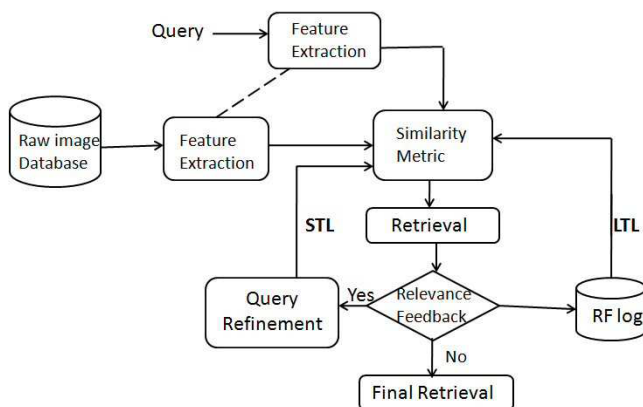 Query
Feature
Extraction
Raw image
Database
Feature
Extraction
Similarity
Metric
STL
Retrieval
LTL
Query
Refinement
Yes
Relevance
Feedback
RF log
No
Final Retrieval